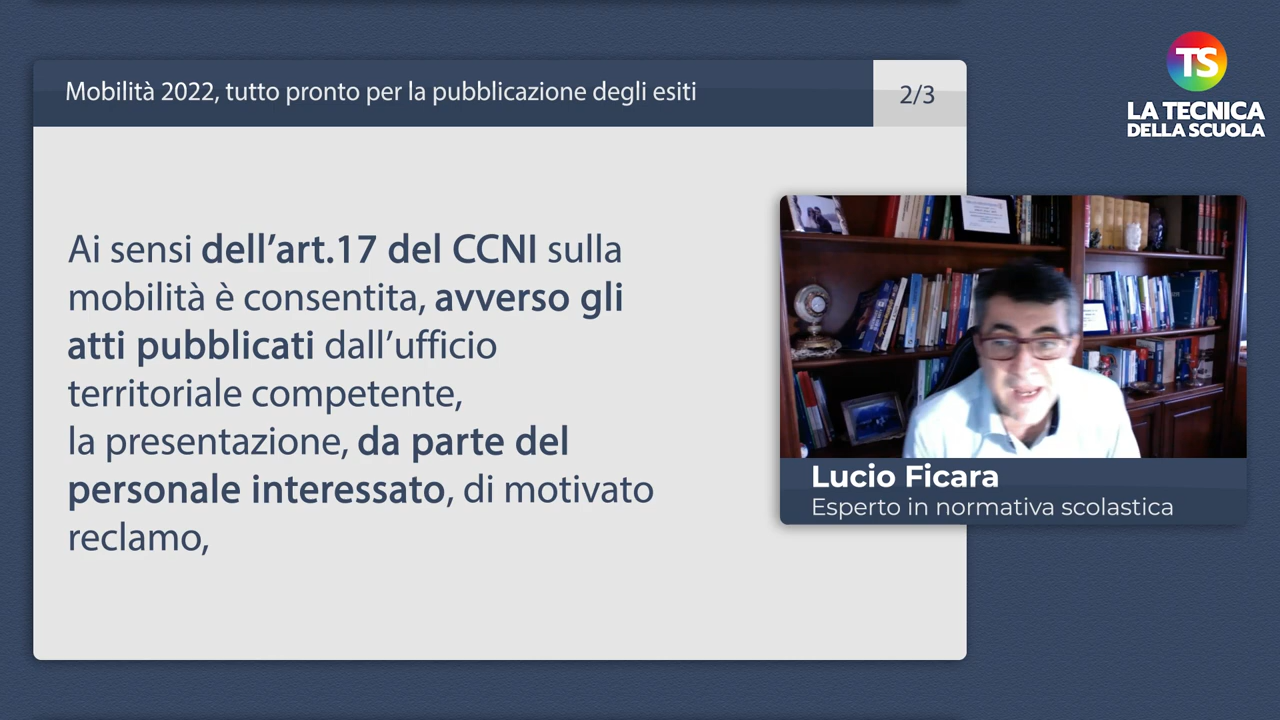 Mobilità 2022, tutto pronto per la pubblicazione degli esiti
2/3
TS
LA TECNICA
DELLA SCUOLA
Ai sensi dell’art.17 del CCNI sulla
mobilità è consentita, avverso gli
atti pubblicati dall’ufficio
territoriale competente,
la presentazione, da parte del
personale interessato, di motivato
reclamo,
Lucio Ficara
Esperto in normativa scolastica